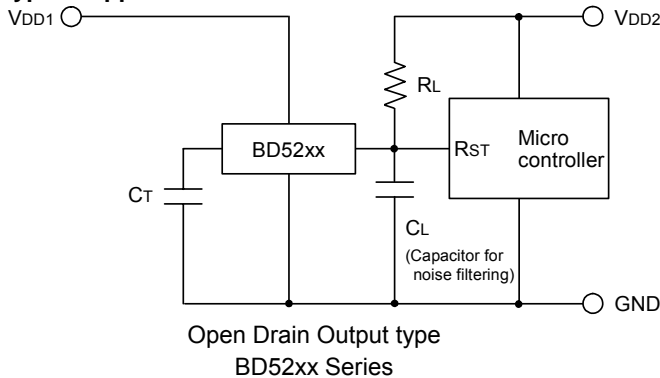 VDD1
VDD2
RL
BD52xx
RST
Micro
controller
CT
CL
(Capacitor for
noise filtering)
GND
Open Drain Output type
BD52xx Series